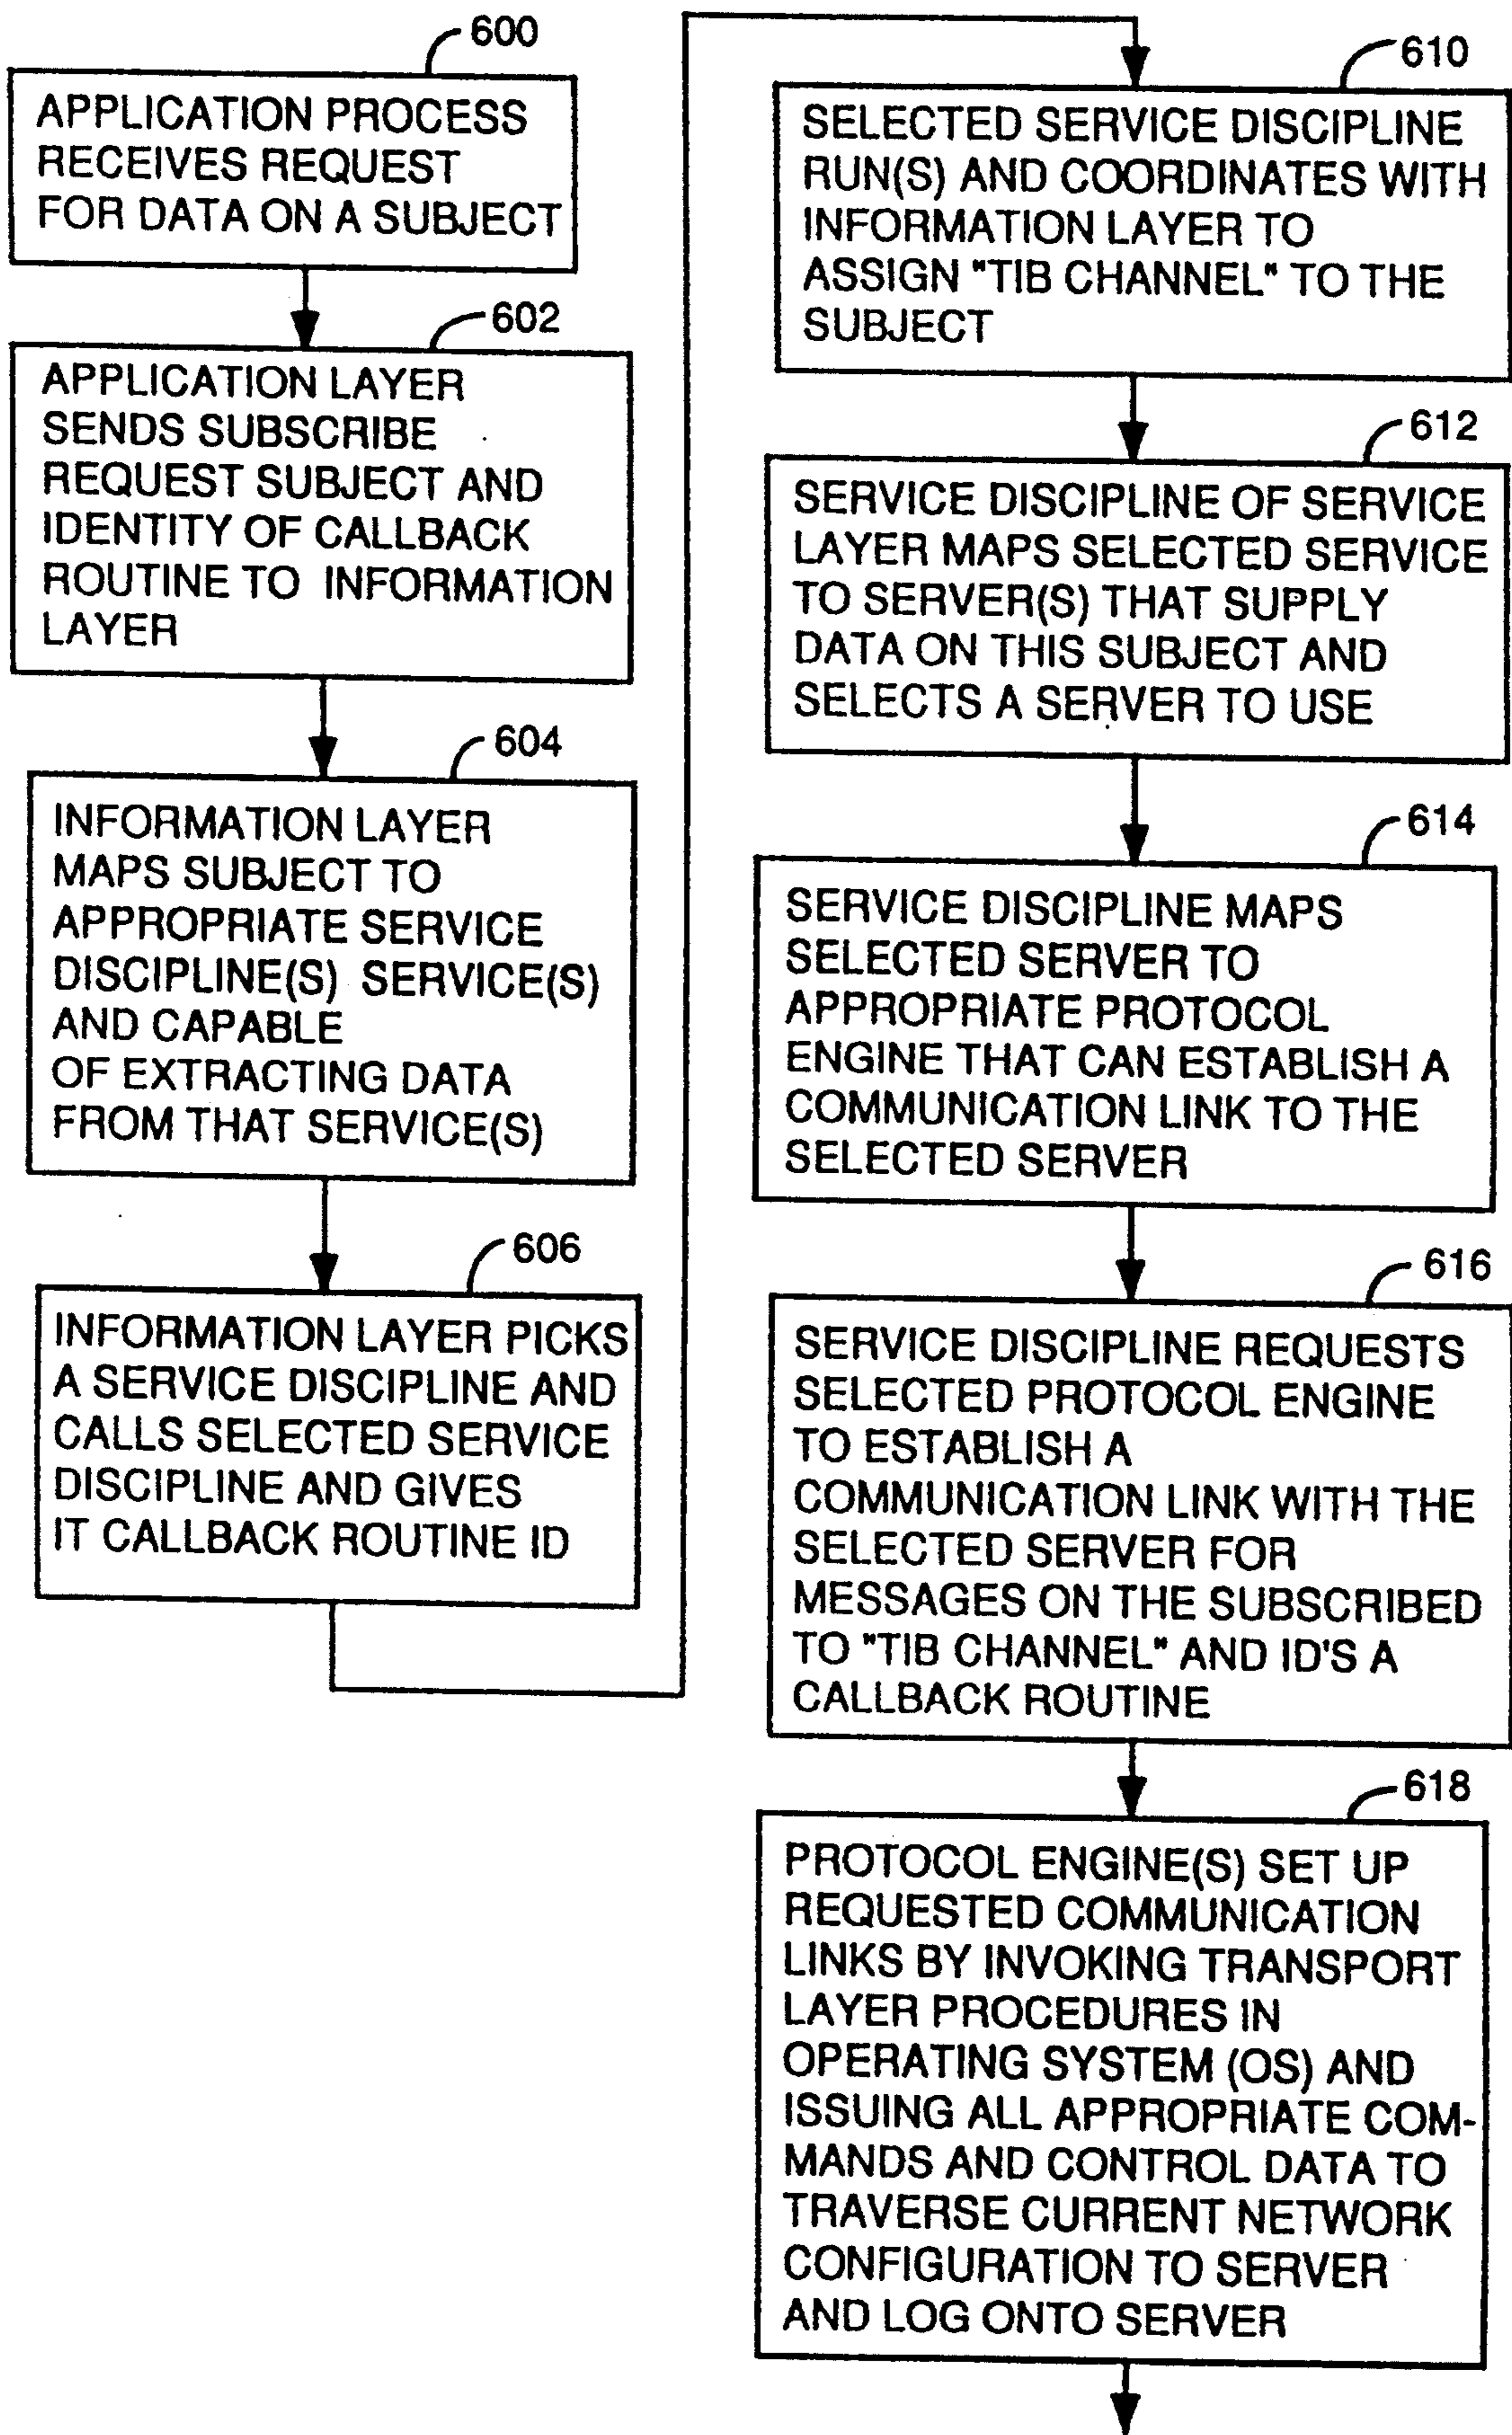 600
APPLICATION PROCESS
RECEIVES REQUEST
FOR DATA ON A SUBJECT
602
APPLICATION LAYER
SENDS SUBSCRIBE
REQUEST SUBJECT AND
IDENTITY OF CALLBACK
ROUTINE TO INFORMATION
LAYER
604
INFORMATION LAYER
MAPS SUBJECT TO
APPROPRIATE SERVICE
DISCIPLINE(S) SERVICE(S)
AND CAPABLE
OF EXTRACTING DATA
FROM THAT SERVICE(S)
606
INFORMATION LAYER PICKS
A SERVICE DISCIPLINE AND
CALLS SELECTED SERVICE
DISCIPLINE AND GIVES
IT CALLBACK ROUTINE ID
610
SELECTED SERVICE DISCIPLINE
RUN(S) AND COORDINATES WITH
INFORMATION LAYER TO
ASSIGN "TIB CHANNEL" TO THE
SUBJECT
612
SERVICE DISCIPLINE OF SERVICE
LAYER MAPS SELECTED SERVICE
TO SERVER(S) THAT SUPPLY
DATA ON THIS SUBJECT AND
SELECTS A SERVER TO USE
614
SERVICE DISCIPLINE MAPS
SELECTED SERVER TO
APPROPRIATE PROTOCOL
ENGINE THAT CAN ESTABLISH A
COMMUNICATION LINK TO THE
SELECTED SERVER
616
SERVICE DISCIPLINE REQUESTS
SELECTED PROTOCOL ENGINE
TO ESTABLISH A
COMMUNICATION LINK WITH THE
SELECTED SERVER FOR
MESSAGES ON THE SUBSCRIBED
TO "TIB CHANNEL" AND ID'S A
CALLBACK ROUTINE
618
PROTOCOL ENGINE(S) SET UP
REQUESTED COMMUNICATION
LINKS BY INVOKING TRANSPORT
LAYER PROCEDURES IN
OPERATING SYSTEM (OS) AND
ISSUING ALL APPROPRIATE COM-
MANDS AND CONTROL DATA TO
TRAVERSE CURRENT NETWORK
CONFIGURATION TO SERVER
AND LOG ONTO SERVER